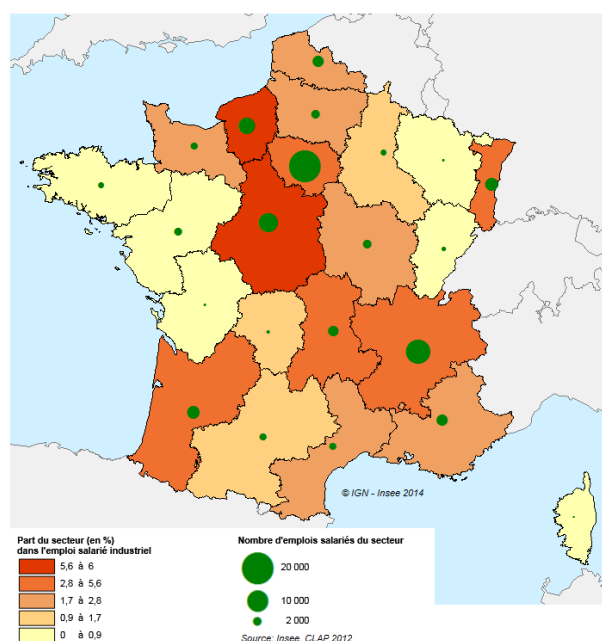 © IGN - Insee 2014
Part du secteur (en %)
dans l'emploi salarié industriel
5,6 à 6
2,8 à 5,6
1,7 à 2,8
0,9 à 1,7
0 à 0,9
Nombre d'emplois salariés du secteur
20 000
10 000
2 000
Source: Insee, CLAP 2012